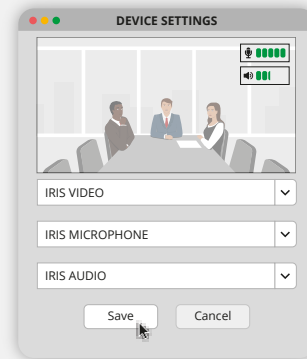 DEVICE SETTINGS
IRIS VIDEO
IRIS MICROPHONE
IRIS AUDIO
Save Cancel